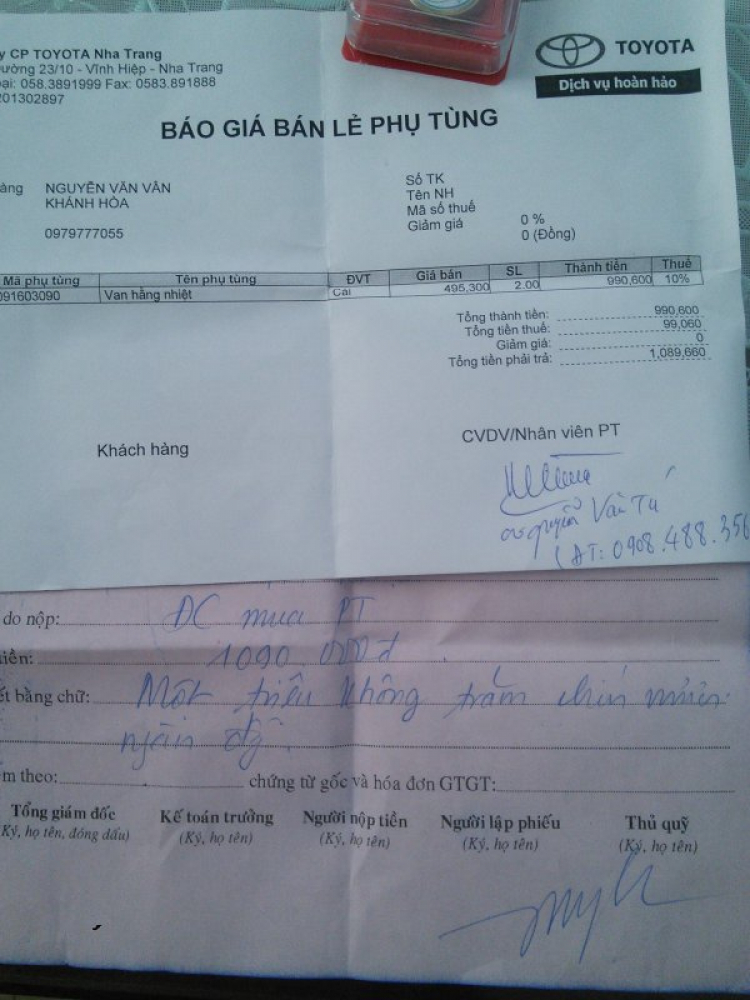 y CP TOYOTA Nha Trang
ường 23/10 - Vĩnh Hiệp - Nha Trang
ại: 058.3891999 Fax: 0583.891888
201302897
TOYOTA
Dịch vụ hoàn hảo
BÁO GIÁ BÁN LẺ PHỤ TÙNG
àng NGUYỄN VĂN VÂN
KHÁNH HÒA
0979777055
Số TK
Tên NH
Mã số thuế
Giảm giá 0 %
0 (Đồng)
Mã phụ tùng Tên phụ tùng ĐVT Giá bán SL Thành tiền Thuế
091603090 Van hằng nhiệt Cái 495,300 2.00 990,600 10%
Tổng thành tiền: 990,600
Tổng tiền thuế: 99,060
Giảm giá: 0
Tổng tiền phải trả: 1,089,660
Khách hàng
CVDV/Nhân viên PT
Văn Tú
(ĐT: 0908.488.356
do nộp: ĐC mua PT
iền: 1090.000đ
ết bằng chữ: Một triệu không trăm chín mươi
ngàn đ
m theo: chứng từ gốc và hóa đơn GTGT:
Tổng giám đốc Kế toán trưởng Người nộp tiền Người lập phiếu Thủ quỹ
Ký, họ tên, đóng dấu) (Ký, họ tên) (Ký, họ tên) (Ký, họ tên) (Ký, họ tên)